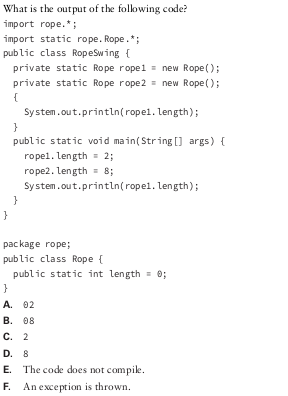 What is the output of the following code?
import rope.*;
import static rope.Rope.*;
public class RopeSwing {
  private static Rope rope1 = new Rope();
  private static Rope rope2 = new Rope();
  {
    System.out.println(rope1.length);
  }
  public static void main(String[] args) {
    rope1.length = 2;
    rope2.length = 8;
    System.out.println(rope1.length);
  }
}

package rope;
public class Rope {
  public static int length = 0;
}
A. 02
B. 08
C. 2
D. 8
E. The code does not compile.
F. An exception is thrown.